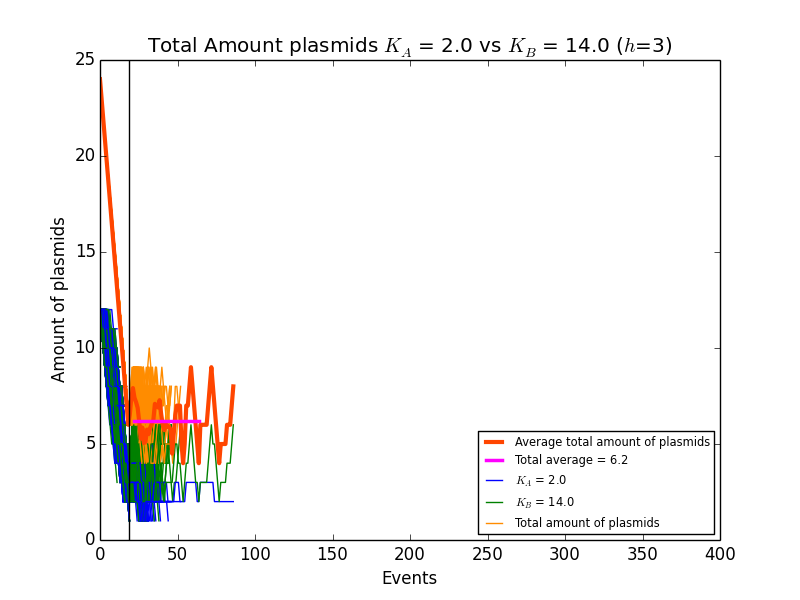 Total Amount plasmids K_A = 2.0 vs K_B = 14.0 (h=3)
25
20
15
10
5
0
Amount of plasmids
0 50 100 150 200 250 300 350 400
Events
Average total amount of plasmids
Total average = 6.2
K_A = 2.0
K_B = 14.0
Total amount of plasmids